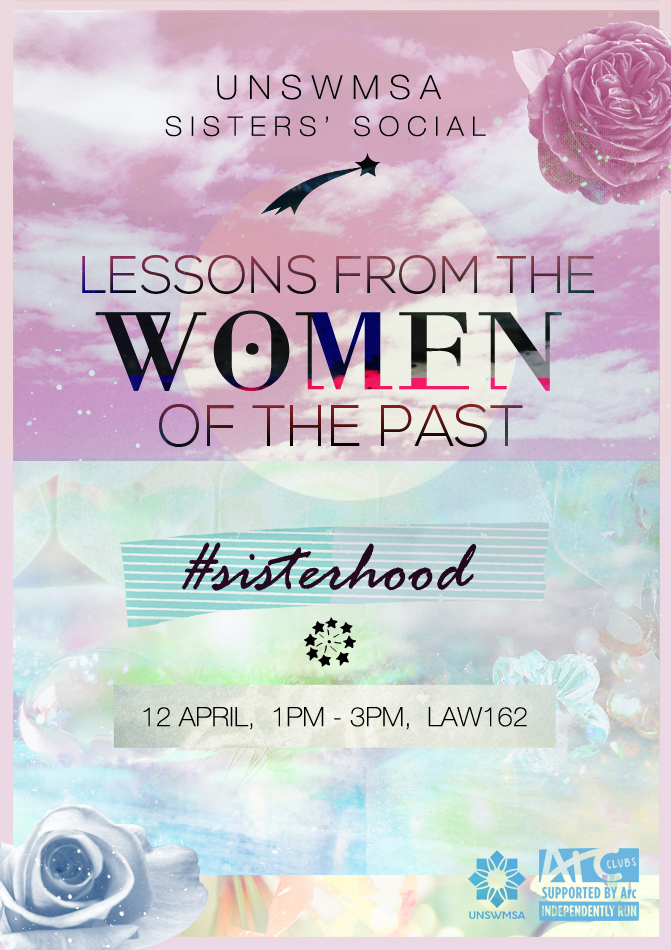 UNSWMSA
SISTERS' SOCIAL
LESSONS FROM THE
WOMEN
OF THE PAST
#sisterhood
12 APRIL, 1PM - 3PM, LAW162
UNSWMSA
Arc CLUBS
SUPPORTED BY Arc
INDEPENDENTLY RUN